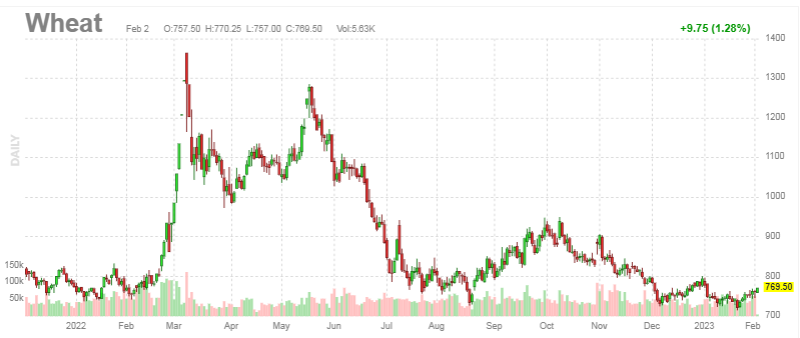 Wheat Feb 2 O:757.50 H:770.25 L:757.00 C:769.50 Vol:5.63K +9.75 (1.28%)
DAILY
1400
1300
1200
1100
1000
900
800
769.50
700
150k
100k
50k
2022 Feb Mar Apr May Jun Jul Aug Sep Oct Nov Dec 2023 Feb